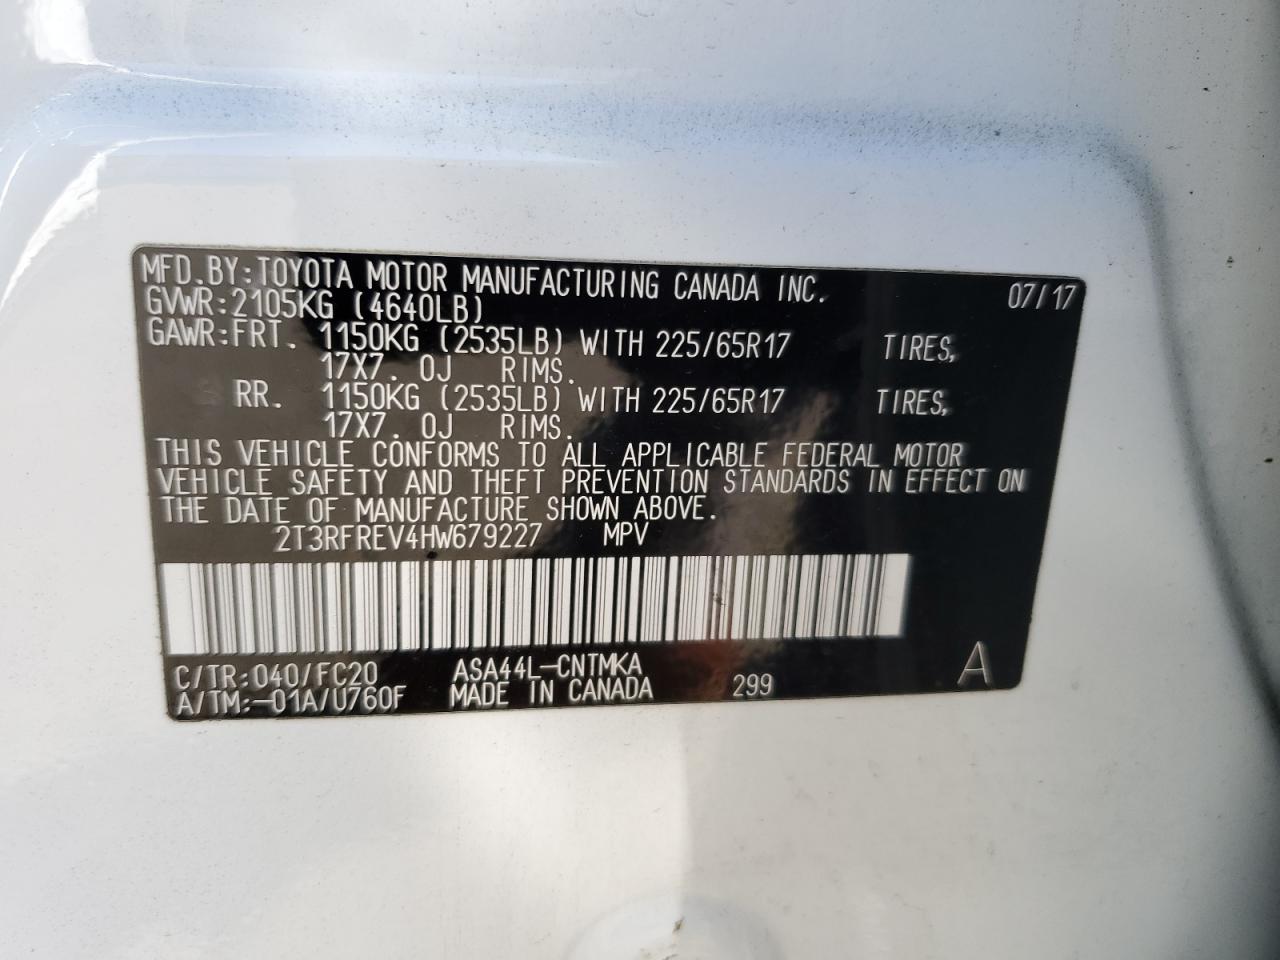 MFD.BY:TOYOTA MOTOR MANUFACTURING CANADA INC.
GVWR:2105KG (4640LB) 07/17
GAWR:FRT. 1150KG (2535LB) WITH 225/65R17 TIRES,
17X7.0J RIMS.
RR. 1150KG (2535LB) WITH 225/65R17 TIRES,
17X7.0J RIMS.
THIS VEHICLE CONFORMS TO ALL APPLICABLE FEDERAL MOTOR
VEHICLE SAFETY AND THEFT PREVENTION STANDARDS IN EFFECT ON
THE DATE OF MANUFACTURE SHOWN ABOVE.
2T3RFREV4HW679227 MPV
C/TR:040/FC20 ASA44L-CNTMKA
A/TM:-01A/U760F MADE IN CANADA 299 A